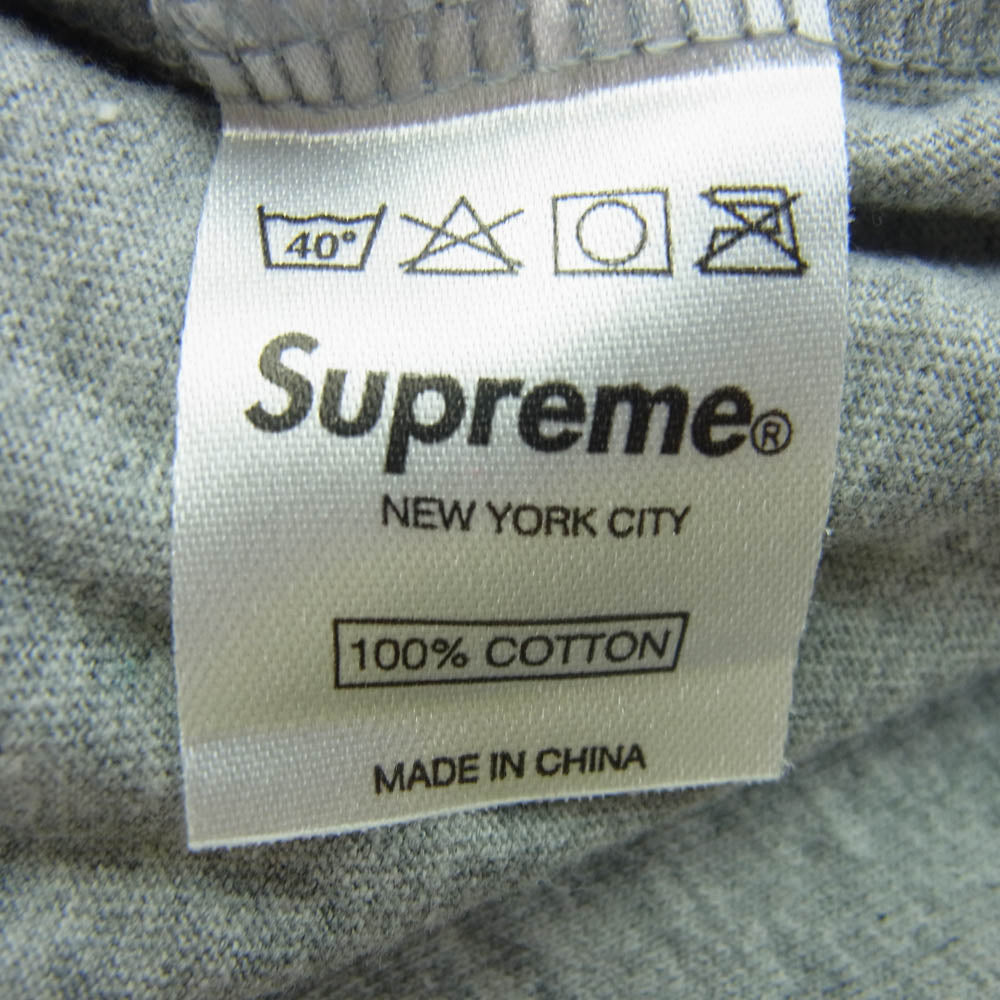 40°
Supreme®
NEW YORK CITY
100% COTTON
MADE IN CHINA